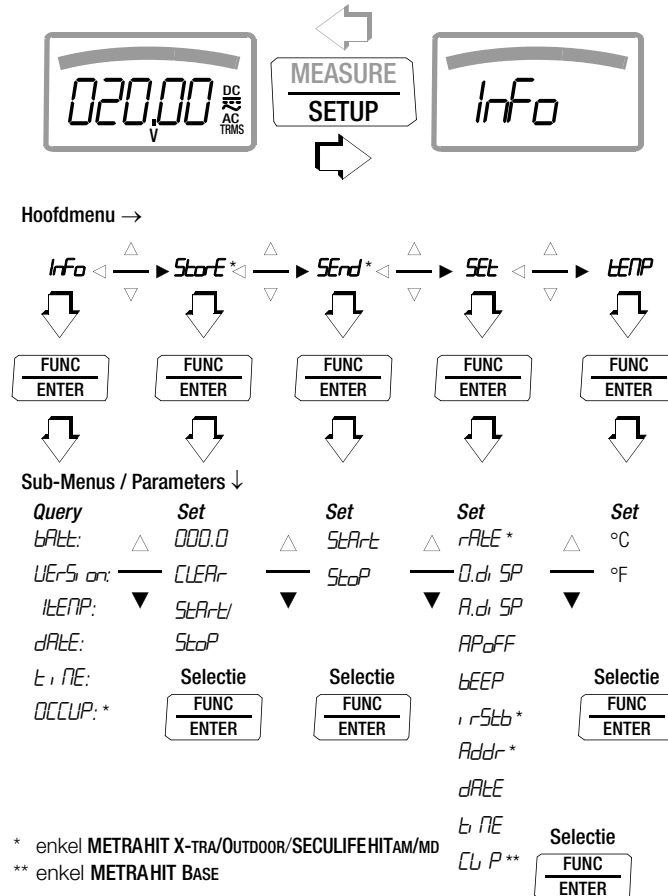 MEASURE
SETUP
020.00 V DC AC TRMS
InFo
Hoofdmenu →
InFo StorE * SEnd * SEt tEMP
FUNC FUNC FUNC FUNC FUNC
ENTER ENTER ENTER ENTER ENTER
Sub-Menus / Parameters ↓
Query Set Set Set Set
bAtt: 000.0 StArt rAtE * °C
VErSion: CLEAr StoP 0.diSP °F
ItEMP: StArt/ A.diSP
dAtE: StoP APoFF
tiME: Selectie Selectie bEEP Selectie
OCCUP: * FUNC FUNC irStb * FUNC
ENTER ENTER Addr * ENTER
dAtE
tiME
CLiP **
Selectie
FUNC
ENTER
* enkel METRAHIT X-TRA/OUTDOOR/SECULIFEHITAM/MD
** enkel METRAHIT BASE